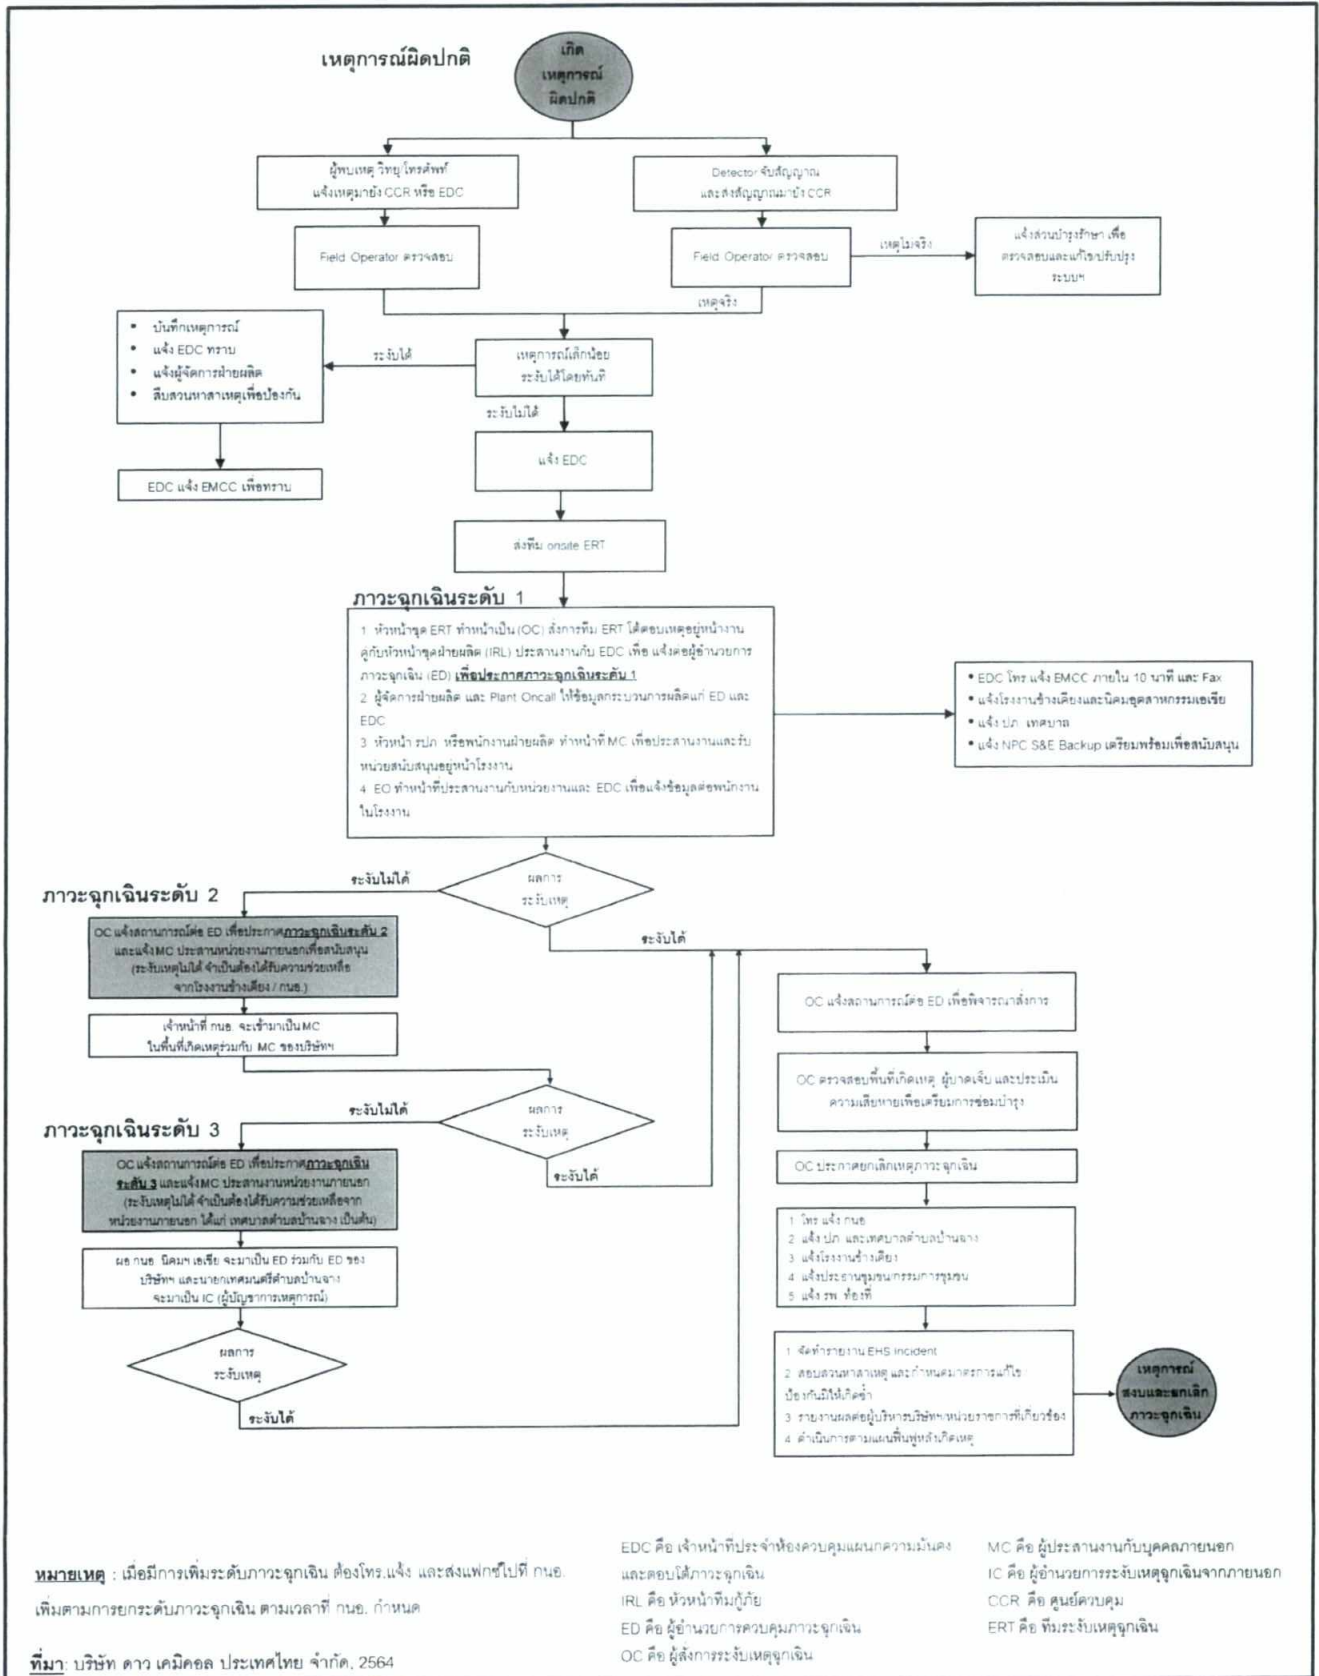 เหตุการณ์ผิดปกติ
เกิด
เหตุการณ์
ผิดปกติ
ผู้พบเหตุ วิทยุ/โทรศัพท์
แจ้งเหตุมายัง CCR หรือ EDC
Detector จับสัญญาณ
และส่งสัญญาณมายัง CCR
Field Operator ตรวจสอบ
Field Operator ตรวจสอบ
เหตุไม่จริง
แจ้งส่วนบำรุงรักษา เพื่อ
ตรวจสอบและแก้ไข/ปรับปรุง
ระบบฯ
เหตุจริง
• บันทึกเหตุการณ์
• แจ้ง EDC ทราบ
• แจ้งผู้จัดการฝ่ายผลิต
• สืบสวนหาสาเหตุเพื่อป้องกัน
ระงับได้
เหตุการณ์เล็กน้อย
ระงับได้โดยทันที
ระงับไม่ได้
EDC แจ้ง EMCC เพื่อทราบ
แจ้ง EDC
ส่งทีม onsite ERT
ภาวะฉุกเฉินระดับ 1
1 หัวหน้าชุด ERT ทำหน้าเป็น (OC) สั่งการทีม ERT โต้ตอบเหตุอยู่หน้างาน
คู่กับหัวหน้าชุดฝ่ายผลิต (IRL) ประสานงานกับ EDC เพื่อ แจ้งต่อผู้อำนวยการ
ภาวะฉุกเฉิน (ED) เพื่อประกาศภาวะฉุกเฉินระดับ 1
2 ผู้จัดการฝ่ายผลิต และ Plant Oncall ให้ข้อมูลกระบวนการผลิตแก่ ED และ
EDC
3 หัวหน้า รปภ. หรือพนักงานฝ่ายผลิต ทำหน้าที่ MC เพื่อประสานงานและรับ
หน่วยสนับสนุนอยู่หน้าโรงงาน
4 EO ทำหน้าที่ประสานงานกับหน่วยงานและ EDC เพื่อแจ้งข้อมูลต่อพนักงาน
ในโรงงาน
• EDC โทร แจ้ง EMCC ภายใน 10 นาที และ Fax
• แจ้งโรงงานข้างเคียงและนิคมอุตสาหกรรมเอเชีย
• แจ้ง ปภ. เทศบาล
• แจ้ง NPC S&E Backup เตรียมพร้อมเพื่อสนับสนุน
ผลการ
ระงับเหตุ
ระงับไม่ได้
ภาวะฉุกเฉินระดับ 2
OC แจ้งสถานการณ์ต่อ ED เพื่อประกาศภาวะฉุกเฉินระดับ 2
และแจ้ง MC ประสานหน่วยงานภายนอกเพื่อสนับสนุน
(ระงับเหตุไม่ได้ จำเป็นต้องได้รับความช่วยเหลือ
จากโรงงานข้างเคียง / กนอ.)
ระงับได้
OC แจ้งสถานการณ์ต่อ ED เพื่อพิจารณาสั่งการ
เจ้าหน้าที่ กนอ. จะเข้ามาเป็น MC
ในพื้นที่เกิดเหตุร่วมกับ MC ของบริษัทฯ
OC ตรวจสอบพื้นที่เกิดเหตุ ผู้บาดเจ็บ และประเมิน
ความเสียหายเพื่อเตรียมการซ่อมบำรุง
ผลการ
ระงับเหตุ
ระงับไม่ได้
ระงับได้
ภาวะฉุกเฉินระดับ 3
OC แจ้งสถานการณ์ต่อ ED เพื่อประกาศภาวะฉุกเฉิน
ระดับ 3 และแจ้ง MC ประสานงานหน่วยงานภายนอก
(ระงับเหตุไม่ได้ จำเป็นต้องได้รับความช่วยเหลือจาก
หน่วยงานภายนอก ได้แก่ เทศบาลตำบลบ้านฉาง เป็นต้น)
OC ประกาศยกเลิกเหตุภาวะฉุกเฉิน
1 โทร แจ้ง กนอ
2 แจ้ง ปภ. และเทศบาลตำบลบ้านฉาง
3 แจ้งโรงงานข้างเคียง
4 แจ้งประธานชุมชน/กรรมการชุมชน
5 แจ้ง รพ. ท้องที่
ผอ กนอ. นิคมฯ เอเชีย จะมาเป็น ED ร่วมกับ ED ของ
บริษัทฯ และนายกเทศมนตรีตำบลบ้านฉาง
จะมาเป็น IC (ผู้บัญชาการเหตุการณ์)
ผลการ
ระงับเหตุ
ระงับได้
1 จัดทำรายงาน EHS Incident
2 สอบสวนหาสาเหตุ และกำหนดมาตรการแก้ไข/
ป้องกันมิให้เกิดซ้ำ
3 รายงานผลต่อผู้บริหารบริษัทฯ/หน่วยราชการที่เกี่ยวข้อง
4 ดำเนินการตามแผนฟื้นฟูหลังเกิดเหตุ
เหตุการณ์
สงบและยกเลิก
ภาวะฉุกเฉิน
หมายเหตุ : เมื่อมีการเพิ่มระดับภาวะฉุกเฉิน ต้องโทร.แจ้ง และส่งแฟกซ์ไปที่ กนอ.
เพิ่มตามการยกระดับภาวะฉุกเฉิน ตามเวลาที่ กนอ. กำหนด
ที่มา: บริษัท ดาว เคมิคอล ประเทศไทย จำกัด, 2564
EDC คือ เจ้าหน้าที่ประจำห้องควบคุมแผนกความมั่นคง
และตอบโต้ภาวะฉุกเฉิน
IRL คือ หัวหน้าทีมกู้ภัย
ED คือ ผู้อำนวยการควบคุมภาวะฉุกเฉิน
OC คือ ผู้สั่งการระงับเหตุฉุกเฉิน
MC คือ ผู้ประสานงานกับบุคคลภายนอก
IC คือ ผู้อำนวยการระงับเหตุฉุกเฉินจากภายนอก
CCR คือ ศูนย์ควบคุม
ERT คือ ทีมระงับเหตุฉุกเฉิน